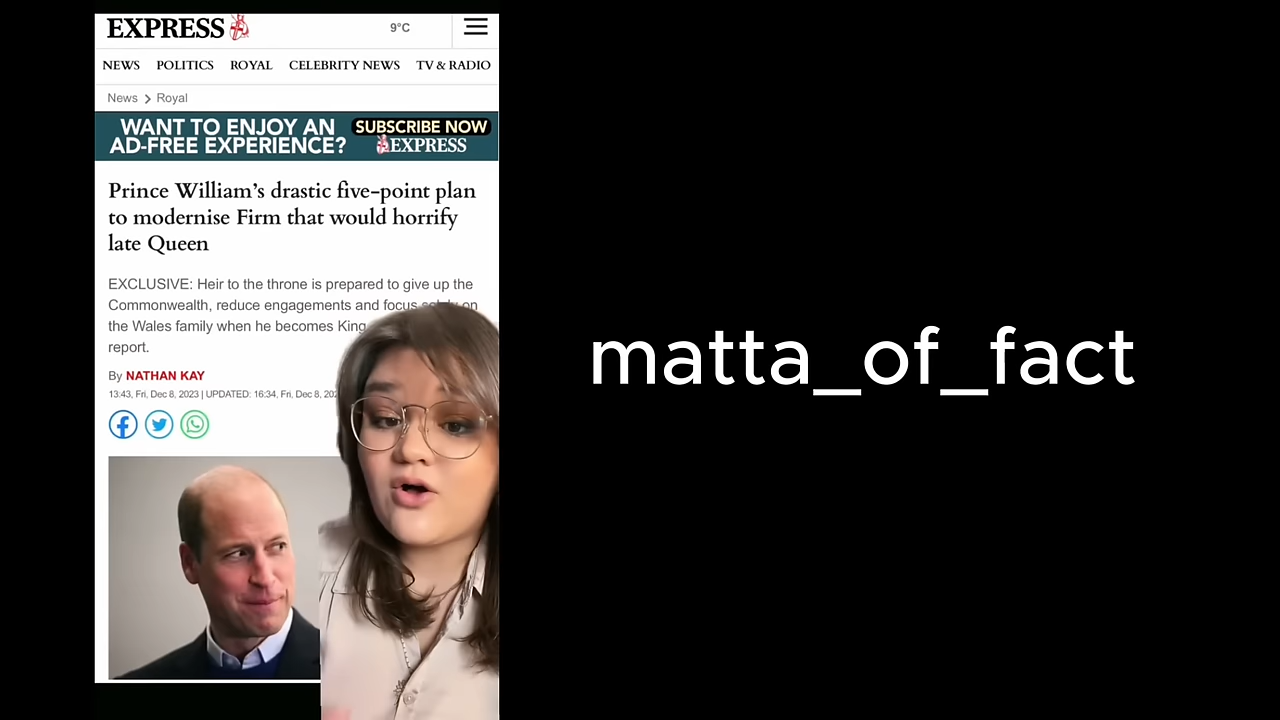 EXPRESS
9°C
NEWS POLITICS ROYAL CELEBRITY NEWS TV & RADIO
News > Royal
WANT TO ENJOY AN
AD-FREE EXPERIENCE?
SUBSCRIBE NOW
EXPRESS
Prince William’s drastic five-point plan
to modernise Firm that would horrify
late Queen
EXCLUSIVE: Heir to the throne is prepared to give up the
Commonwealth, reduce engagements and focus solely on
the Wales family when he becomes King
report.
By NATHAN KAY
13:43, Fri, Dec 8, 2023 | UPDATED: 16:34, Fri, Dec 8,
matta_of_fact